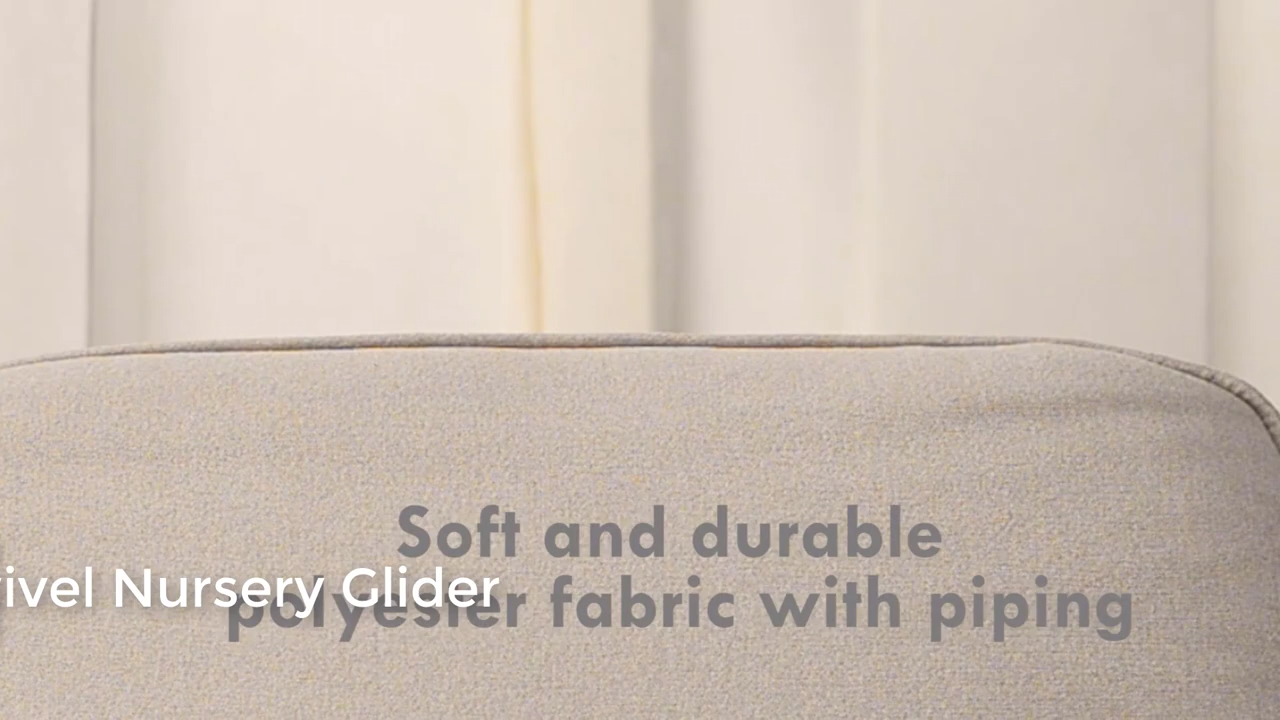 Soft and durable
ivel Nursery Glider
polyester fabric with piping